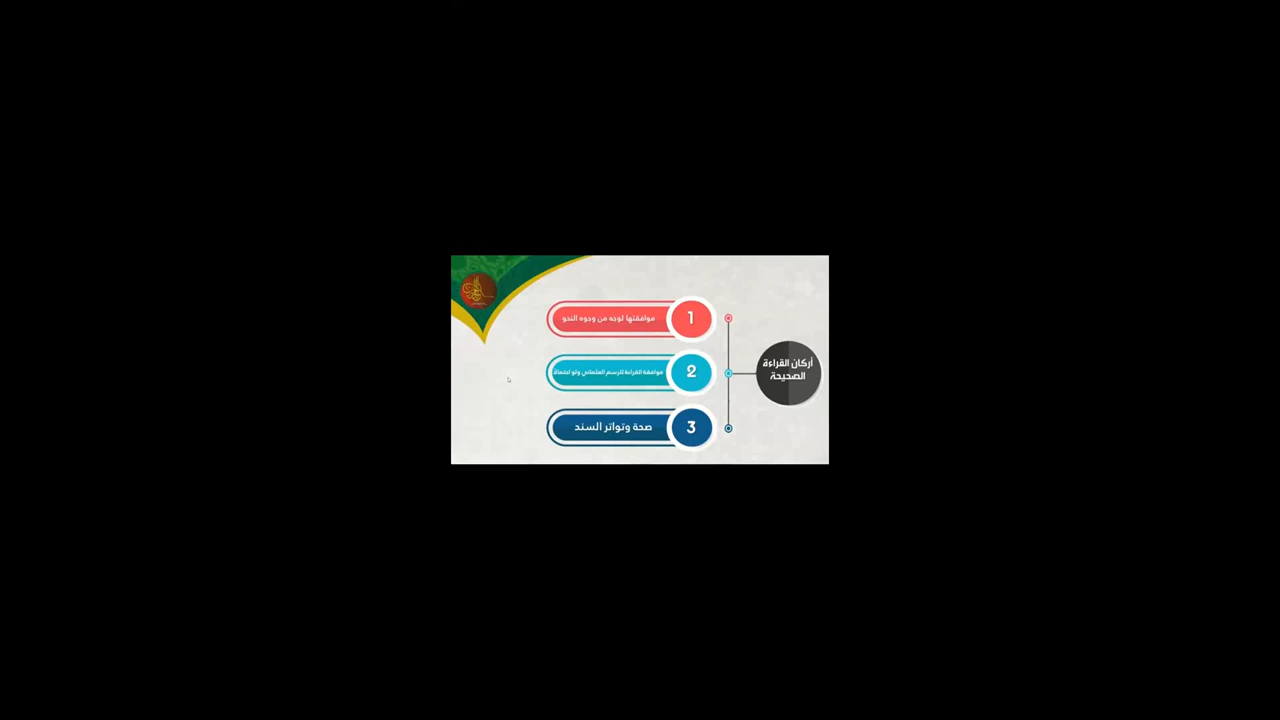 أركان القراءة
الصحيحة
1
موافقتها لوجه من وجوه النحو
2
موافقة القراءة للرسم العثماني ولو احتمالا
3
صحة وتواتر السند